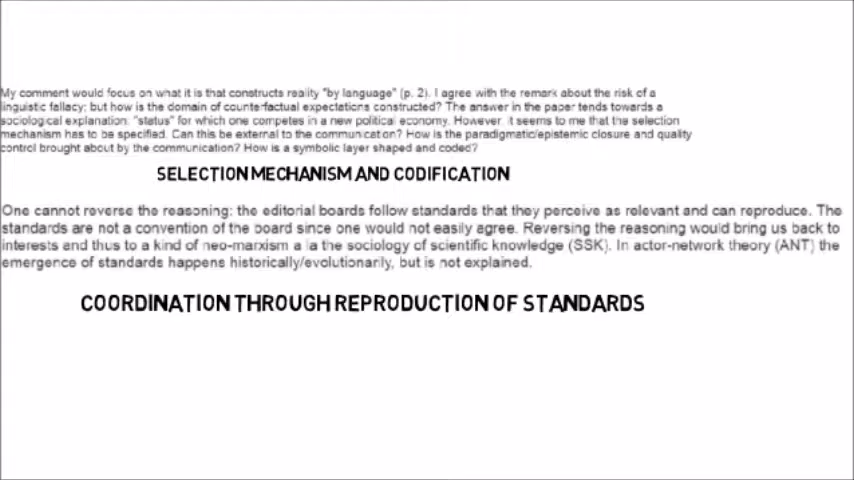 My comment would focus on what it is that constructs reality "by language" (p. 2). I agree with the remark about the risk of a
linguistic fallacy; but how is the domain of counterfactual expectations constructed? The answer in the paper tends towards a
sociological explanation: "status" for which one competes in a new political economy. However, it seems to me that the selection
mechanism has to be specified. Can this be external to the communication? How is the paradigmatic/epistemic closure and quality
control brought about by the communication? How is a symbolic layer shaped and coded?
SELECTION MECHANISM AND CODIFICATION
One cannot reverse the reasoning: the editorial boards follow standards that they perceive as relevant and can reproduce. The
standards are not a convention of the board since one would not easily agree. Reversing the reasoning would bring us back to
interests and thus to a kind of neo-marxism a la the sociology of scientific knowledge (SSK). In actor-network theory (ANT) the
emergence of standards happens historically/evolutionarily, but is not explained.
COORDINATION THROUGH REPRODUCTION OF STANDARDS